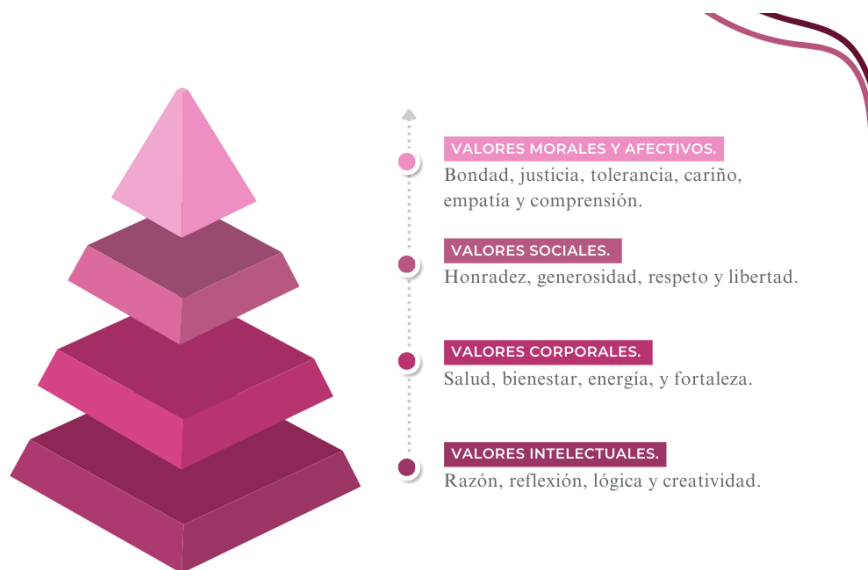 VALORES MORALES Y AFECTIVOS.
Bondad, justicia, tolerancia, cariño,
empatía y comprensión.
VALORES SOCIALES.
Honradez, generosidad, respeto y libertad.
VALORES CORPORALES.
Salud, bienestar, energía, y fortaleza.
VALORES INTELECTUALES.
Razón, reflexión, lógica y creatividad.